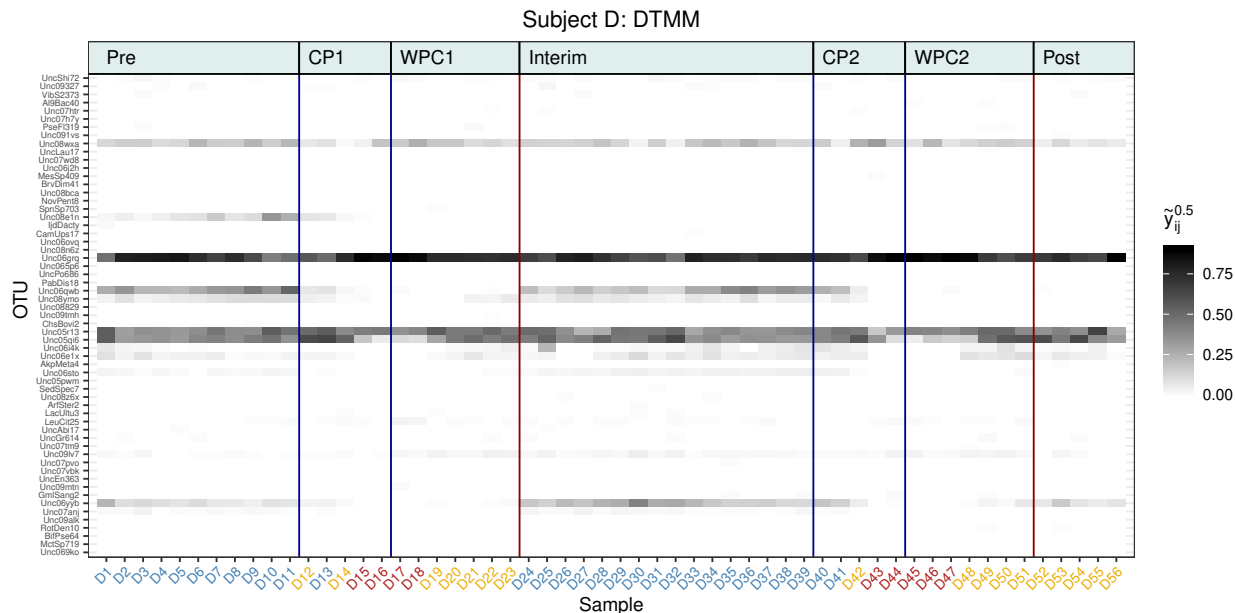 Subject D: DTMM
Pre CP1 WPC1 Interim CP2 WPC2 Post
UncShi72
Unc09327
VibS2373
Al9Bac40
Unc07htr
Unc07h7y
PseFl319
Unc091vs
Unc08wxa
UncLau17
Unc07wd8
Unc06j2h
MesSp409
BrvDim41
Unc08bca
NovPent8
SpnSp703
Unc08e1n
IjdDacty
CamUps17
Unc06ovq
Unc08n6z
Unc06grq
Unc065p6
UncPo686
PabDis18
Unc06qwb
Unc08ymo
Unc08829
Unc09tmh
ChsBovi2
Unc05r13
Unc05qi6
Unc06i4k
Unc06e1x
AkpMeta4
Unc06sto
Unc05pwm
SedSpec7
Unc08z6x
ArfSter2
LacUltu3
LeuCit25
UncAbi17
UncGr614
Unc07tm9
Unc09lv7
Unc07pvo
Unc07vbk
UncEn363
Unc09mtn
GmlSang2
Unc06yyb
Unc07anj
Unc09alk
RotDen10
BifPse64
MctSp719
Unc069ko
OTU
D1 D2 D3 D4 D5 D6 D7 D8 D9 D10 D11 D12 D13 D14 D15 D16 D17 D18 D19 D20 D21 D22 D23 D24 D25 D26 D27 D28 D29 D30 D31 D32 D33 D34 D35 D36 D37 D38 D39 D40 D41 D42 D43 D44 D45 D46 D47 D48 D49 D50 D51 D52 D53 D54 D55 D56
Sample
ỹij^0.5
0.75
0.50
0.25
0.00